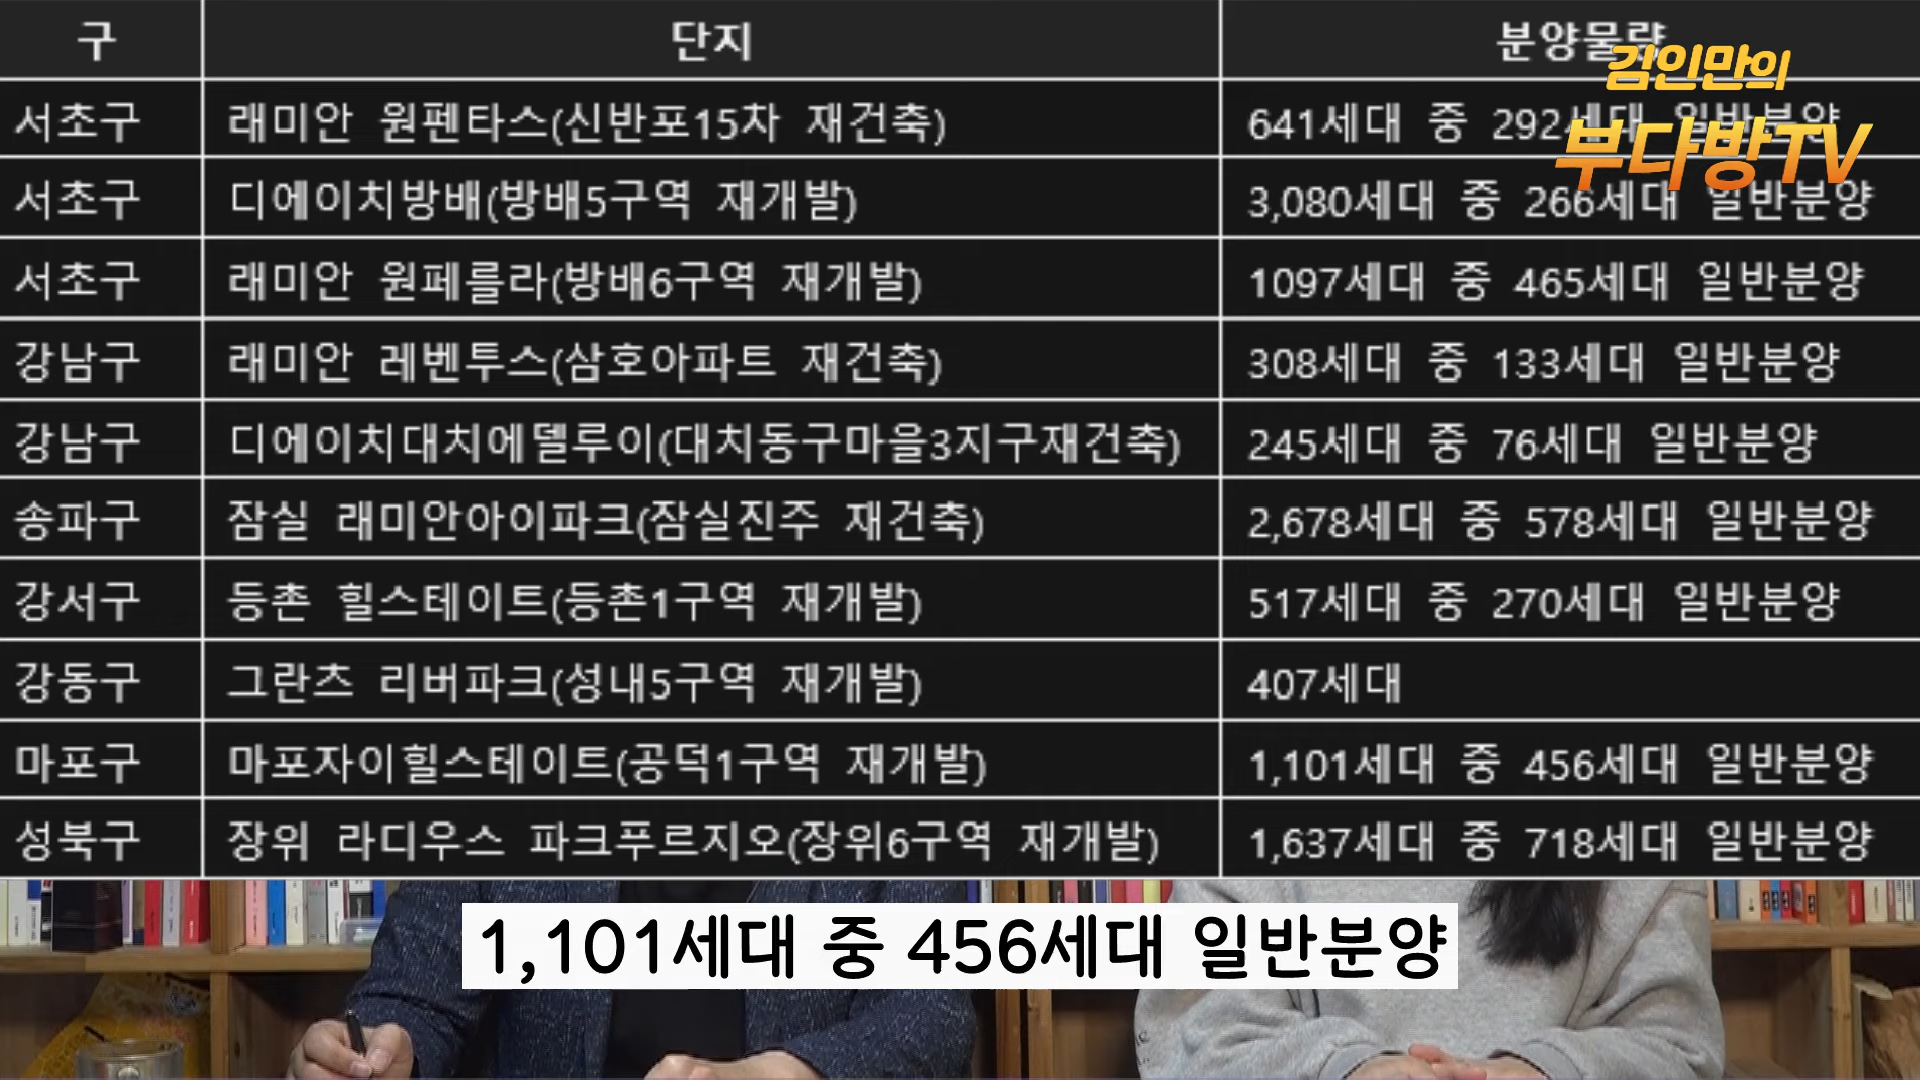 구 단지 분양물량
김인만의
부다방TV
서초구 래미안 원펜타스(신반포15차 재건축) 641세대 중 292세대 일반분양
서초구 디에이치방배(방배5구역 재개발) 3,080세대 중 266세대 일반분양
서초구 래미안 원페를라(방배6구역 재개발) 1097세대 중 465세대 일반분양
강남구 래미안 레벤투스(삼호아파트 재건축) 308세대 중 133세대 일반분양
강남구 디에이치대치에델루이(대치동구마을3지구재건축) 245세대 중 76세대 일반분양
송파구 잠실 래미안아이파크(잠실진주 재건축) 2,678세대 중 578세대 일반분양
강서구 등촌 힐스테이트(등촌1구역 재개발) 517세대 중 270세대 일반분양
강동구 그란츠 리버파크(성내5구역 재개발) 407세대
마포구 마포자이힐스테이트(공덕1구역 재개발) 1,101세대 중 456세대 일반분양
성북구 장위 라디우스 파크푸르지오(장위6구역 재개발) 1,637세대 중 718세대 일반분양
1,101세대 중 456세대 일반분양